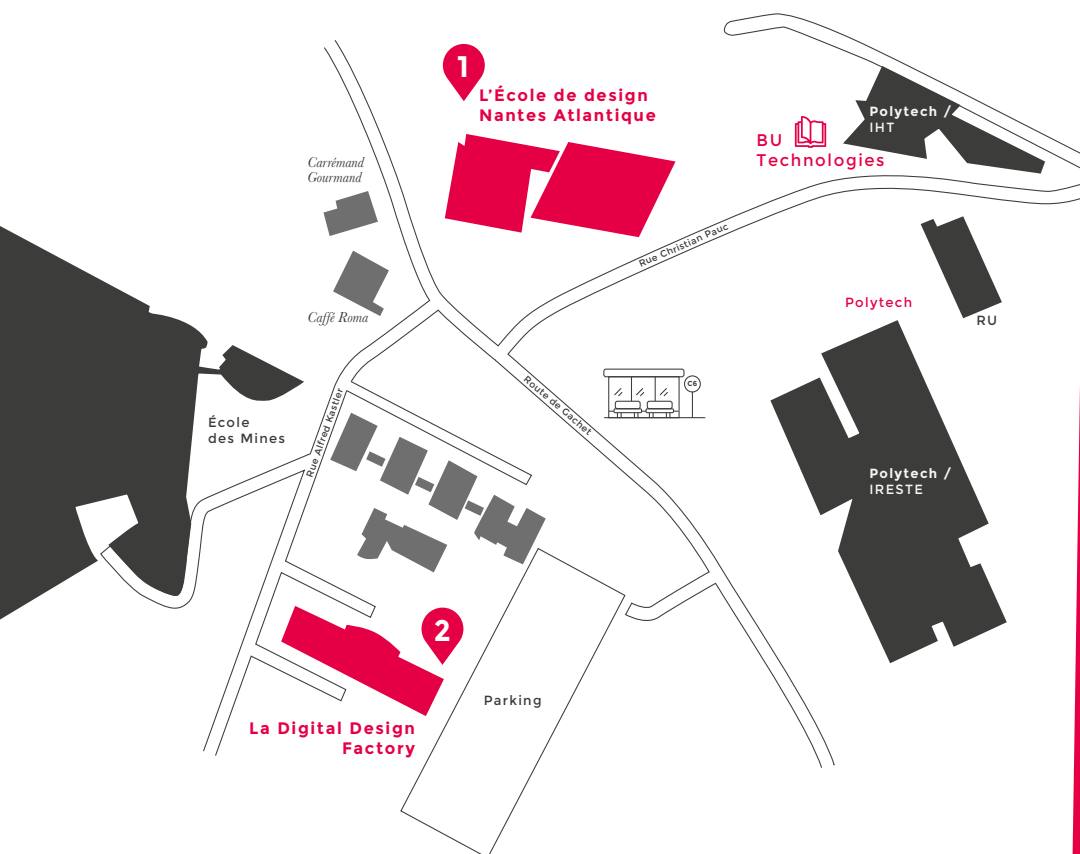 1
L'École de design
Nantes Atlantique
Polytech /
IHT
BU
Technologies
Carrémand
Gourmand
Rue Christian Pauc
Polytech
Caffé Roma
RU
C6
Route de Gachet
Rue Alfred Kastler
École
des Mines
Polytech /
IRESTE
2
Parking
La Digital Design
Factory